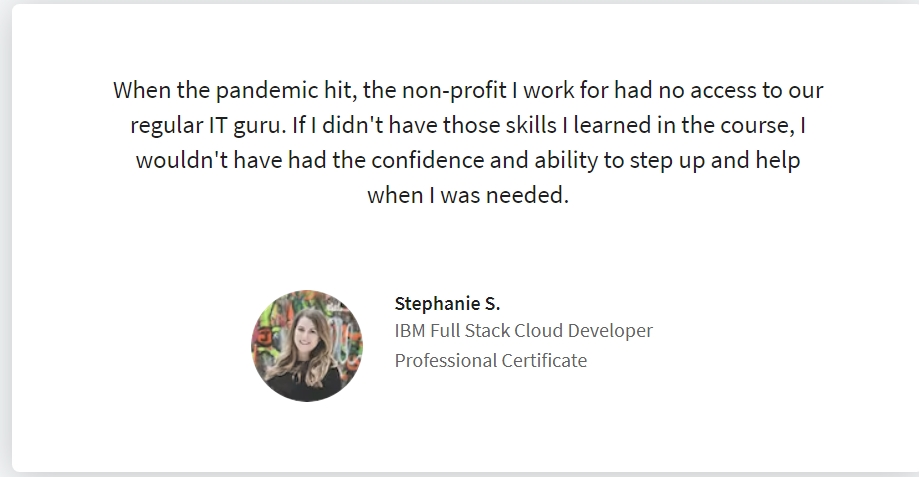 When the pandemic hit, the non-profit I work for had no access to our
regular IT guru. If I didn't have those skills I learned in the course, I
wouldn't have had the confidence and ability to step up and help
when I was needed.
Stephanie S.
IBM Full Stack Cloud Developer
Professional Certificate